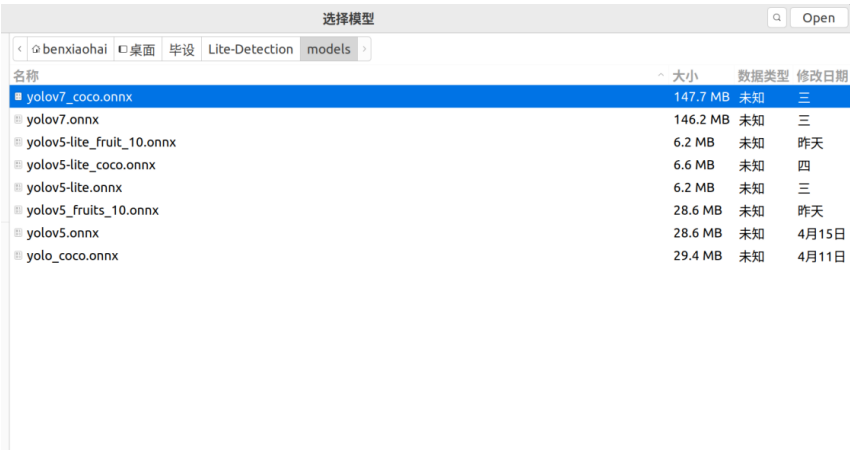 选择模型 Open
benxiaohai 桌面 毕设 Lite-Detection models
名称 大小 数据类型 修改日期
yolov7_coco.onnx 147.7 MB 未知 三
yolov7.onnx 146.2 MB 未知 三
yolov5-lite_fruit_10.onnx 6.2 MB 未知 昨天
yolov5-lite_coco.onnx 6.6 MB 未知 四
yolov5-lite.onnx 6.2 MB 未知 三
yolov5_fruits_10.onnx 28.6 MB 未知 昨天
yolov5.onnx 28.6 MB 未知 4月15日
yolo_coco.onnx 29.4 MB 未知 4月11日